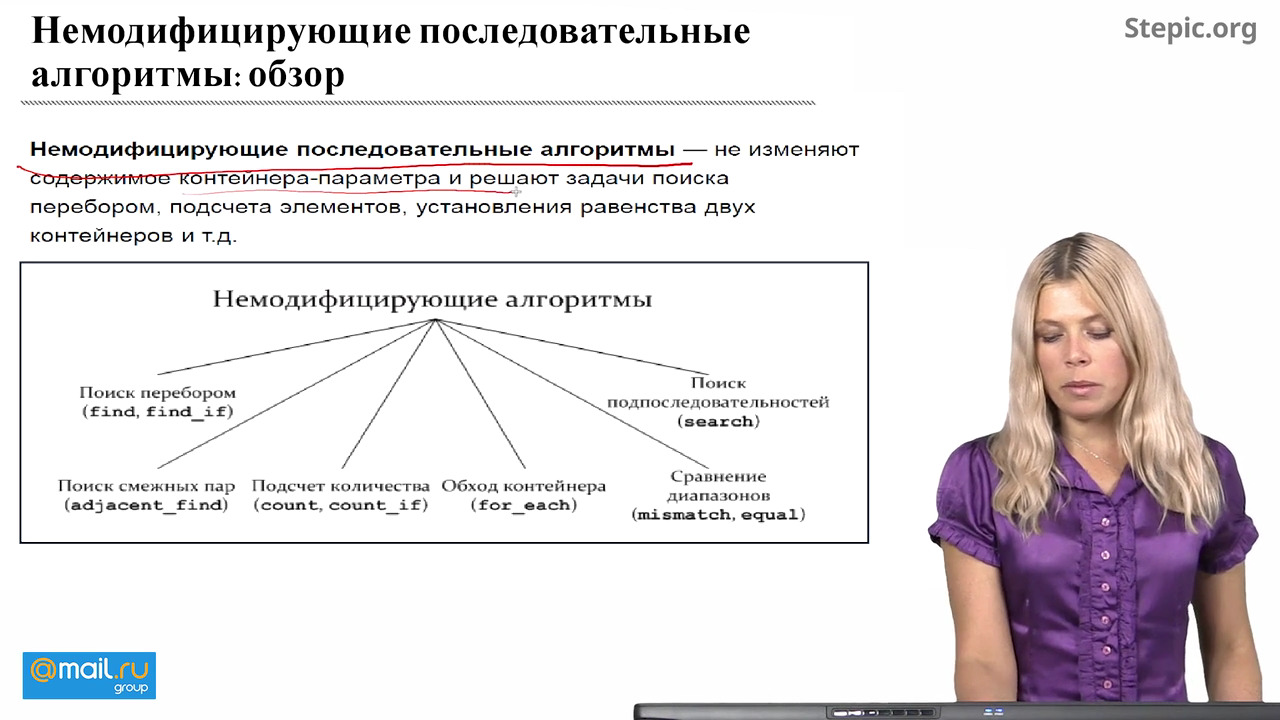 Немодифицирующие последовательные
алгоритмы: обзор
Stepic.org
Немодифицирующие последовательные алгоритмы — не изменяют
содержимое контейнера-параметра и решают задачи поиска
перебором, подсчета элементов, установления равенства двух
контейнеров и т.д.
Немодифицирующие алгоритмы
Поиск перебором
(find, find_if)
Поиск
подпоследовательностей
(search)
Поиск смежных пар
(adjacent_find)
Подсчет количества
(count, count_if)
Обход контейнера
(for_each)
Сравнение
диапазонов
(mismatch, equal)
@mail.ru
group